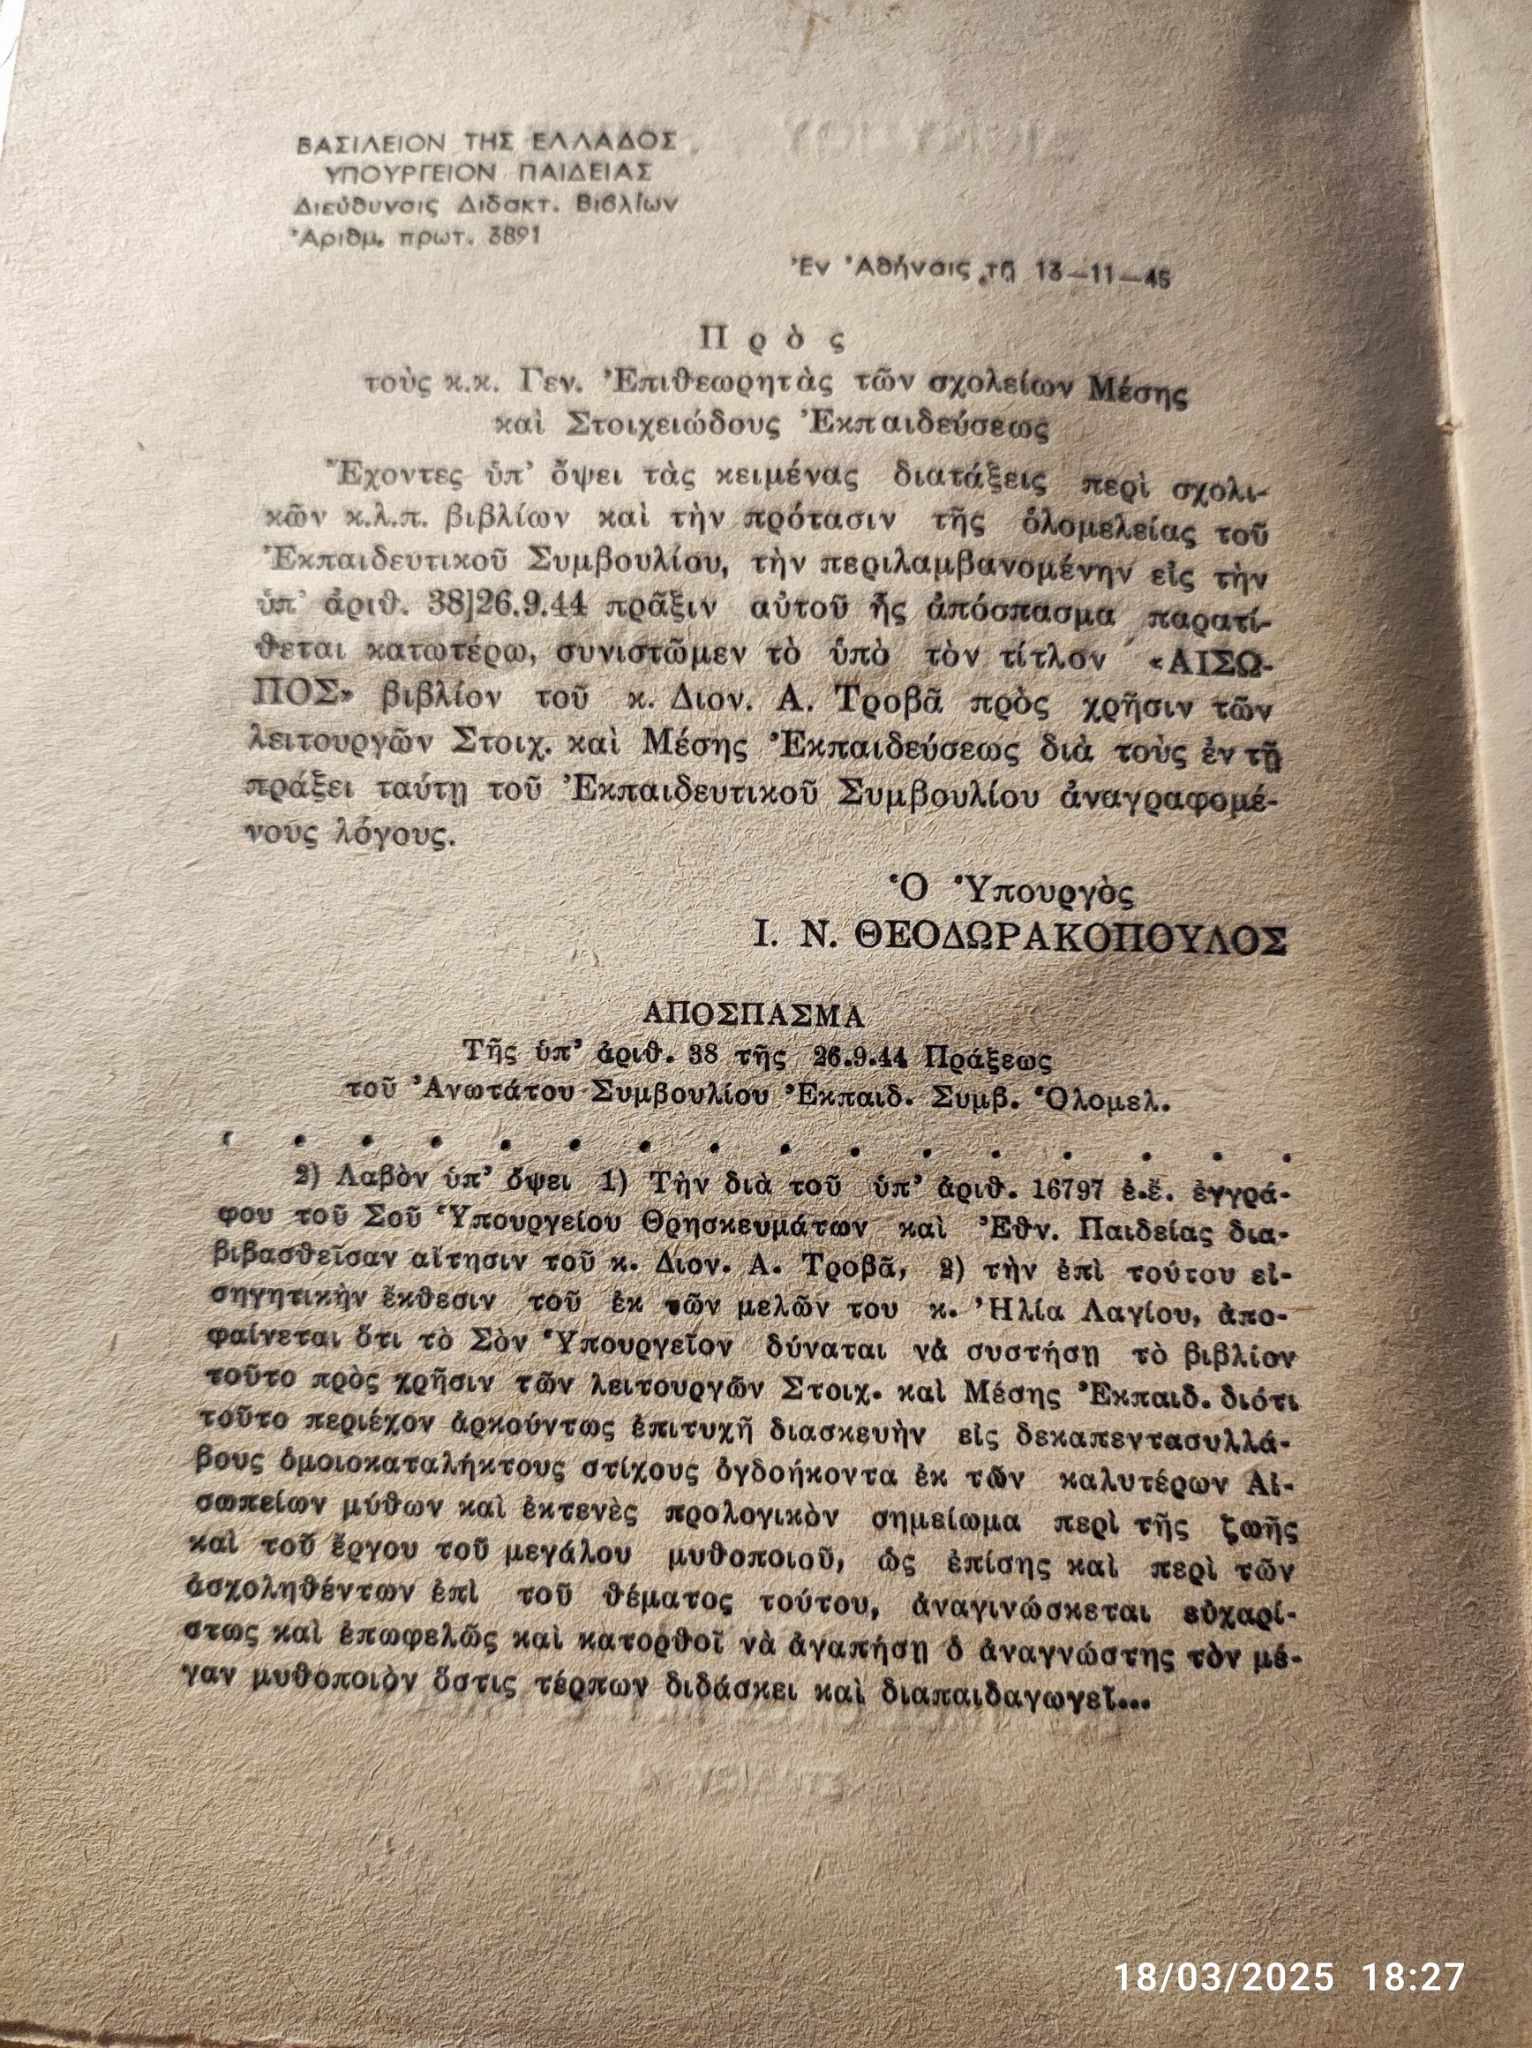 ΒΑΣΙΛΕΙΟΝ ΤΗΣ ΕΛΛΑΔΟΣ
ΥΠΟΥΡΓΕΙΟΝ ΠΑΙΔΕΙΑΣ
Διεύθυνσις Διδακτ. Βιβλίων
Ἀριθμ. πρωτ. 3891
Ἐν Ἀθήναις τῇ 13—11—45
Πρὸς
τοὺς κ.κ. Γεν. Ἐπιθεωρητὰς τῶν σχολείων Μέσης
καὶ Στοιχειώδους Ἐκπαιδεύσεως
Ἔχοντες ὑπ’ ὄψει τὰς κειμένας διατάξεις περὶ σχολι-
κῶν κ.λ.π. βιβλίων καὶ τὴν πρότασιν τῆς ὁλομελείας τοῦ
Ἐκπαιδευτικοῦ Συμβουλίου, τὴν περιλαμβανομένην εἰς τὴν
ὑπ’ ἀριθ. 38]26.9.44 πρᾶξιν αὐτοῦ ἧς ἀπόσπασμα παρατί-
θεται κατωτέρω, συνιστῶμεν τὸ ὑπὸ τὸν τίτλον «ΑΙΣΩ-
ΠΟΣ» βιβλίον τοῦ κ. Διον. Α. Τροβᾶ πρὸς χρῆσιν τῶν
λειτουργῶν Στοιχ. καὶ Μέσης Ἐκπαιδεύσεως διὰ τοὺς ἐν τῇ
πράξει ταύτῃ τοῦ Ἐκπαιδευτικοῦ Συμβουλίου ἀναγραφομέ-
νους λόγους.
Ὁ Ὑπουργὸς
Ι. Ν. ΘΕΟΔΩΡΑΚΟΠΟΥΛΟΣ
ΑΠΟΣΠΑΣΜΑ
Τῆς ὑπ’ ἀριθ. 38 τῆς 26.9.44 Πράξεως
τοῦ Ἀνωτάτου Συμβουλίου Ἐκπαιδ. Συμβ. Ὁλομελ.
. . . . . . . . . . . . . . . .
2) Λαβὸν ὑπ’ ὄψει 1) Τὴν διὰ τοῦ ὑπ’ ἀριθ. 16797 ἐ.ἔ. ἐγγρά-
φου τοῦ Σοῦ Ὑπουργείου Θρησκευμάτων καὶ Ἐθν. Παιδείας δια-
βιβασθεῖσαν αἴτησιν τοῦ κ. Διον. Α. Τροβᾶ, 2) τὴν ἐπὶ τούτου εἰ-
σηγητικὴν ἔκθεσιν τοῦ ἐκ τῶν μελῶν του κ. Ἠλία Λαγίου, ἀπο-
φαίνεται ὅτι τὸ Σὸν Ὑπουργεῖον δύναται νὰ συστήσῃ τὸ βιβλίον
τοῦτο πρὸς χρῆσιν τῶν λειτουργῶν Στοιχ. καὶ Μέσης Ἐκπαιδ. διότι
τοῦτο περιέχον ἀρκούντως ἐπιτυχῆ διασκευὴν εἰς δεκαπεντασυλλά-
βους ὁμοιοκαταλήκτους στίχους ὀγδοήκοντα ἐκ τῶν καλυτέρων Αἰ-
σωπείων μύθων καὶ ἐκτενὲς προλογικὸν σημείωμα περὶ τῆς ζωῆς
καὶ τοῦ ἔργου τοῦ μεγάλου μυθοποιοῦ, ὡς ἐπίσης καὶ περὶ τῶν
ἀσχοληθέντων ἐπὶ τοῦ θέματος τούτου, ἀναγινώσκεται εὐχαρί-
στως καὶ ἐπωφελῶς καὶ κατορθοῖ νὰ ἀγαπήσῃ ὁ ἀναγνώστης τὸν μέ-
γαν μυθοποιὸν ὅστις τέρπων διδάσκει καὶ διαπαιδαγωγεῖ...
18/03/2025 18:27